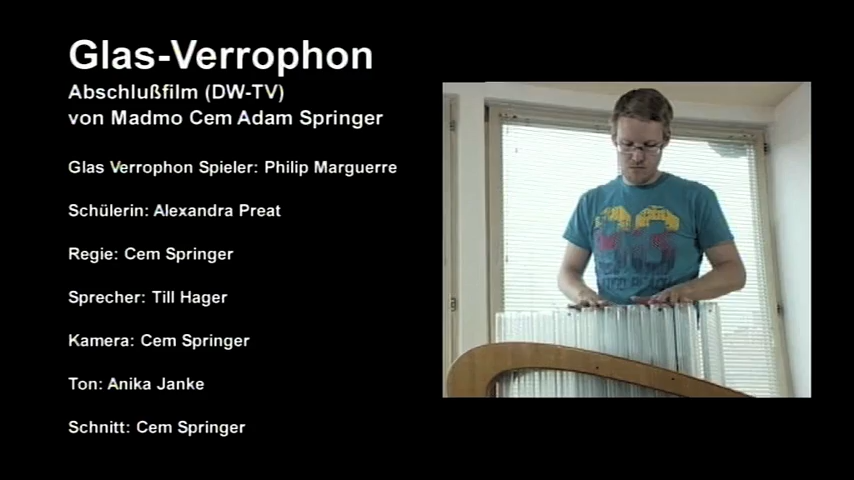 Glas-Verrophon
Abschlußfilm (DW-TV)
von Madmo Cem Adam Springer
Glas Verrophon Spieler: Philip Marguerre
Schülerin: Alexandra Preat
Regie: Cem Springer
Sprecher: Till Hager
Kamera: Cem Springer
Ton: Anika Janke
Schnitt: Cem Springer